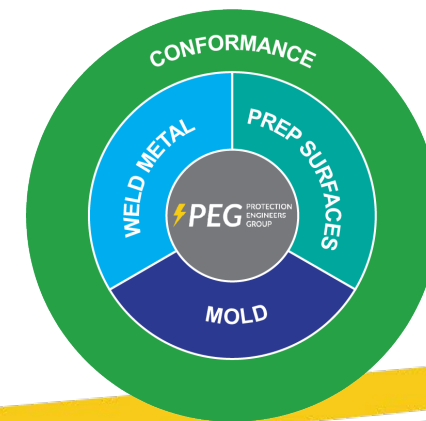 CONFORMANCE
WELD METAL
PREP SURFACES
PEG PROTECTION
ENGINEERS
GROUP
MOLD